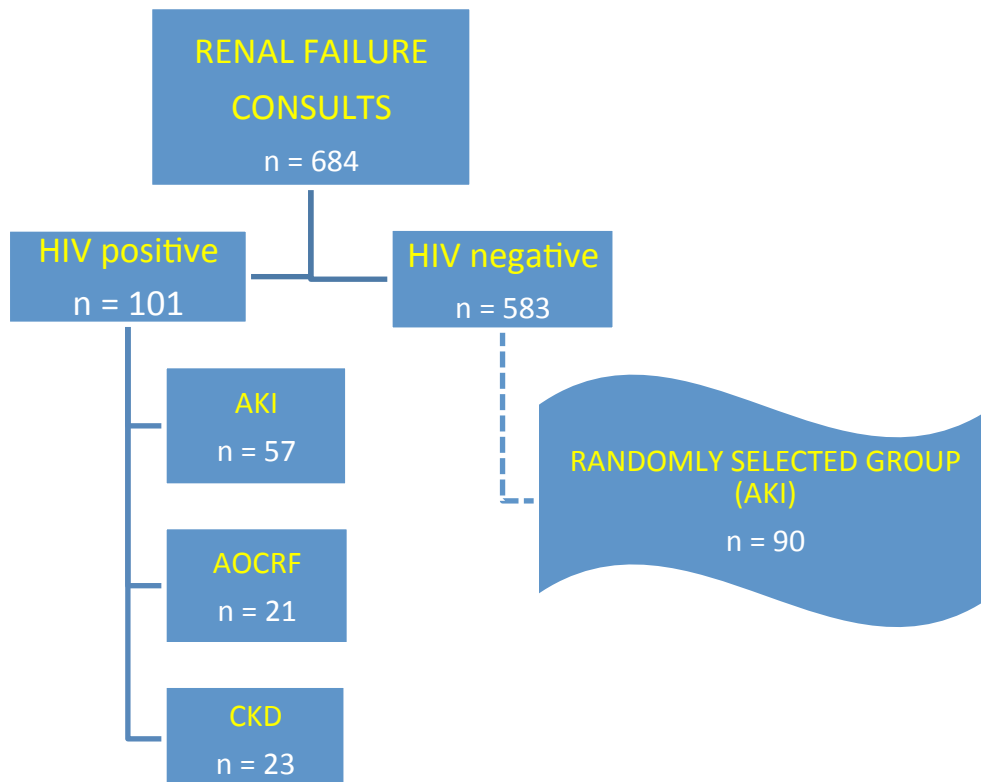 RENAL FAILURE
CONSULTS
n = 684
HIV positive
n = 101
HIV negative
n = 583
AKI
n = 57
AOCRF
n = 21
CKD
n = 23
RANDOMLY SELECTED GROUP
(AKI)
n = 90